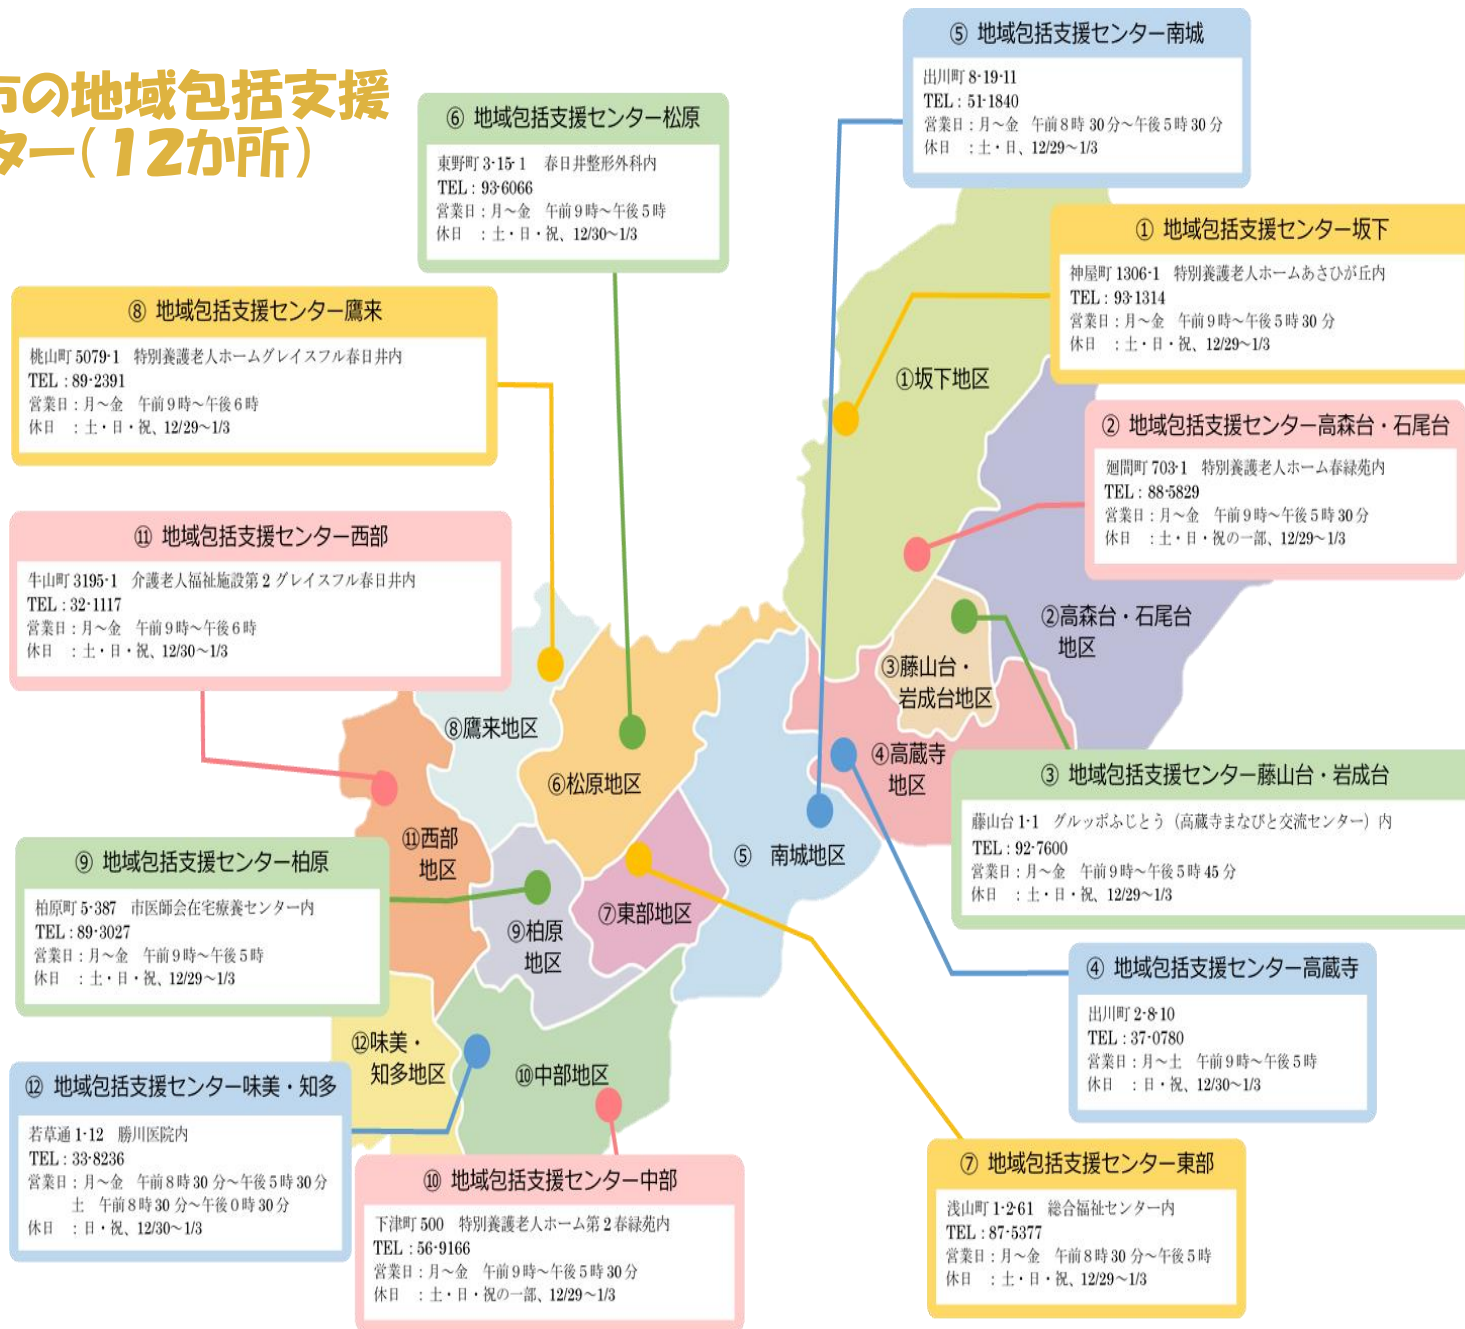 市の地域包括支援
ター(12か所)
⑤ 地域包括支援センター南城
出川町 8-19-11
TEL：51-1840
営業日：月～金　午前8時30分～午後5時30分
休日　：土・日、12/29～1/3
⑥ 地域包括支援センター松原
東野町 3-15-1　春日井整形外科内
TEL：93-6066
営業日：月～金　午前9時～午後5時
休日　：土・日・祝、12/30～1/3
① 地域包括支援センター坂下
神屋町 1306-1　特別養護老人ホームあさひが丘内
TEL：93-1314
営業日：月～金　午前9時～午後5時30分
休日　：土・日・祝、12/29～1/3
⑧ 地域包括支援センター鷹来
桃山町 5079-1　特別養護老人ホームグレイスフル春日井内
TEL：89-2391
営業日：月～金　午前9時～午後6時
休日　：土・日・祝、12/29～1/3
② 地域包括支援センター高森台・石尾台
廻間町 703-1　特別養護老人ホーム春緑苑内
TEL：88-5829
営業日：月～金　午前9時～午後5時30分
休日　：土・日・祝の一部、12/29～1/3
⑪ 地域包括支援センター西部
牛山町 3195-1　介護老人福祉施設第2グレイスフル春日井内
TEL：32-1117
営業日：月～金　午前9時～午後6時
休日　：土・日・祝、12/30～1/3
①坂下地区
②高森台・石尾台
地区
③藤山台・
岩成台地区
④高蔵寺
地区
⑧鷹来地区
⑥松原地区
⑪西部
地区
⑤　南城地区
⑦東部地区
⑨柏原
地区
⑫味美・
知多地区
⑩中部地区
③ 地域包括支援センター藤山台・岩成台
藤山台 1-1　グルッポふじとう（高蔵寺まなびと交流センター）内
TEL：92-7600
営業日：月～金　午前9時～午後5時45分
休日　：土・日・祝、12/29～1/3
⑨ 地域包括支援センター柏原
柏原町 5-387　市医師会在宅療養センター内
TEL：89-3027
営業日：月～金　午前9時～午後5時
休日　：土・日・祝、12/29～1/3
④ 地域包括支援センター高蔵寺
出川町 2-8-10
TEL：37-0780
営業日：月～土　午前9時～午後5時
休日　：日・祝、12/30～1/3
⑫ 地域包括支援センター味美・知多
若草通 1-12　勝川医院内
TEL：33-8236
営業日：月～金　午前8時30分～午後5時30分
土　午前8時30分～午後0時30分
休日　：日・祝、12/30～1/3
⑩ 地域包括支援センター中部
下津町 500　特別養護老人ホーム第2春緑苑内
TEL：56-9166
営業日：月～金　午前9時～午後5時30分
休日　：土・日・祝の一部、12/29～1/3
⑦ 地域包括支援センター東部
浅山町 1-2-61　総合福祉センター内
TEL：87-5377
営業日：月～金　午前8時30分～午後5時
休日　：土・日・祝、12/29～1/3